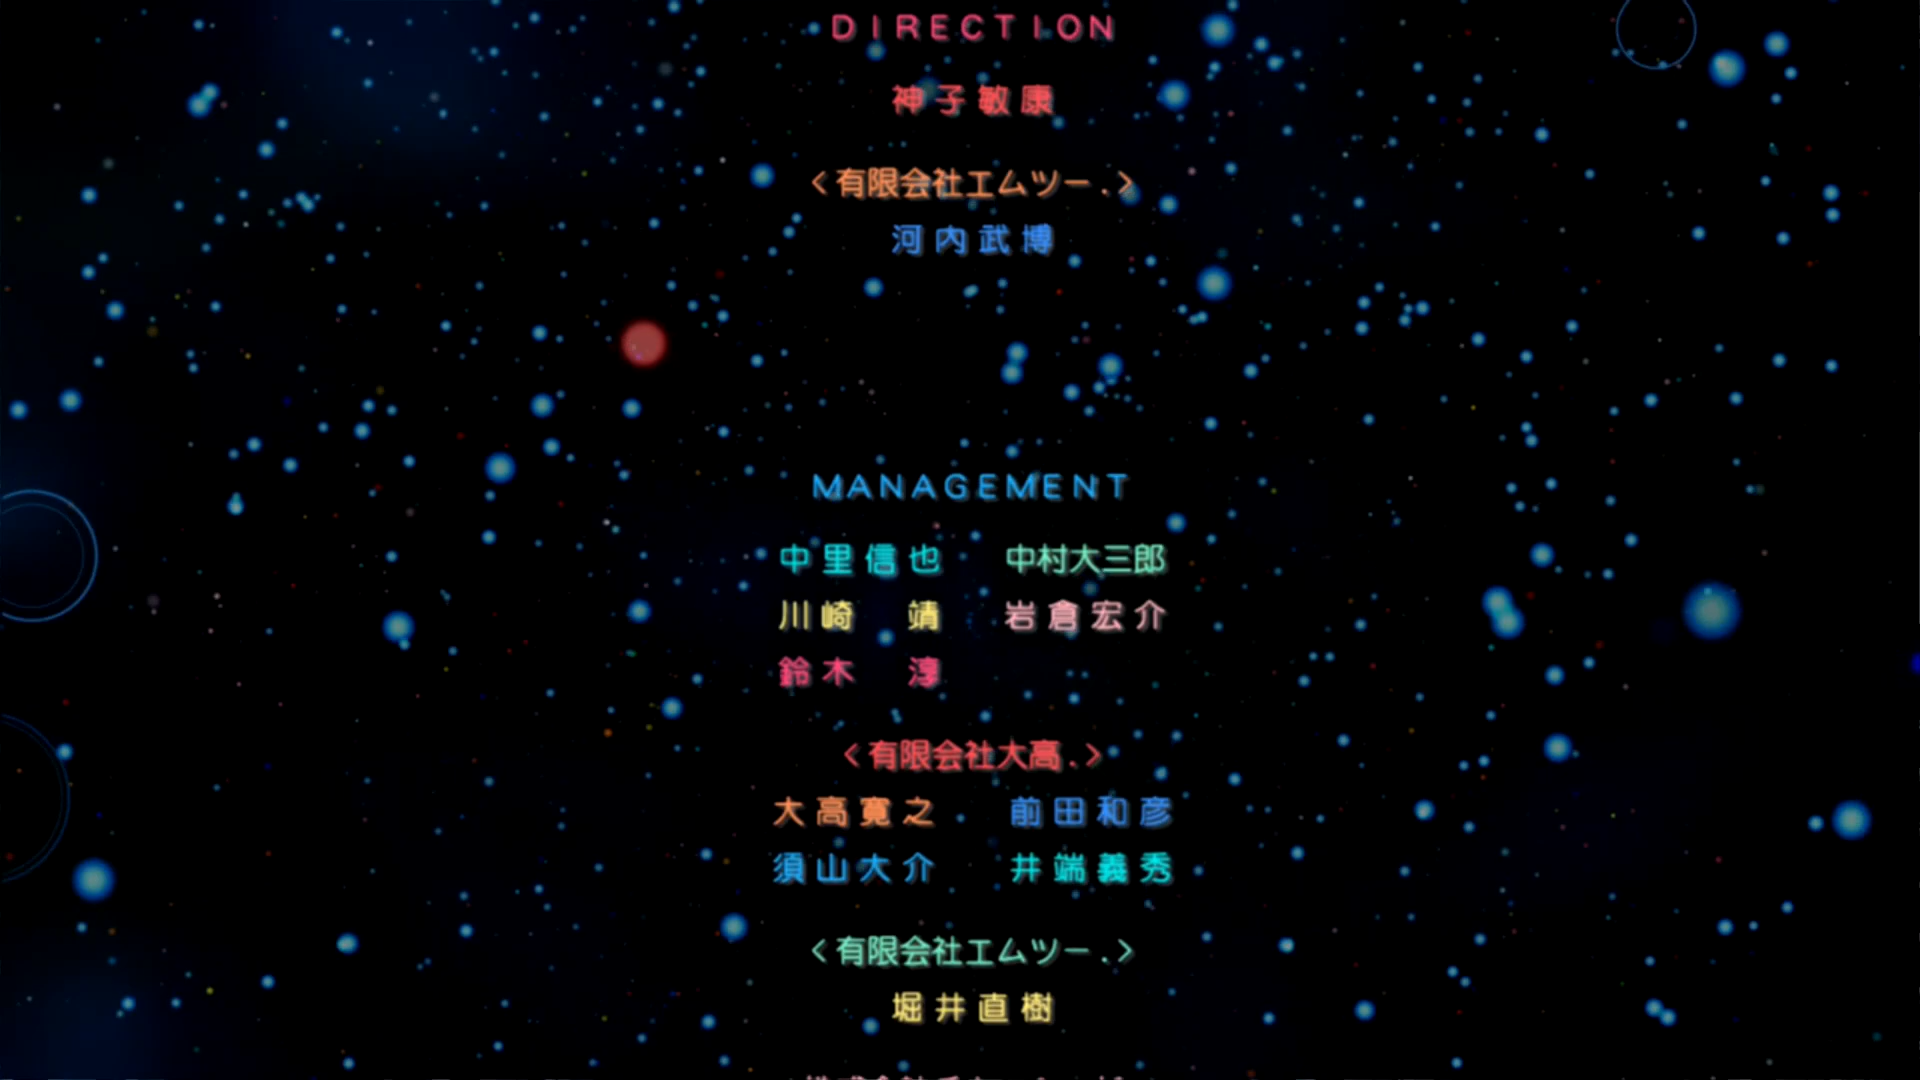 DIRECTION
神子敏康
<有限会社エムツー.>
河内武博
MANAGEMENT
中里信也 中村大三郎
川崎 靖 岩倉宏介
鈴木 淳
<有限会社大高.>
大高寛之 前田和彦
須山大介 井端義秀
<有限会社エムツー.>
堀井直樹